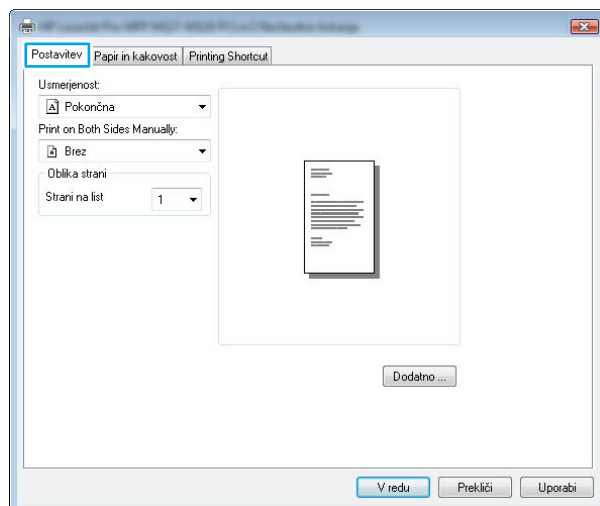 Postavitev Papir in kakovost Printing Shortcut
Usmerjenost:
Pokončna
Print on Both Sides Manually:
Brez
Oblika strani
Strani na list 1
Dodatno ...
V redu Prekliči Uporabi